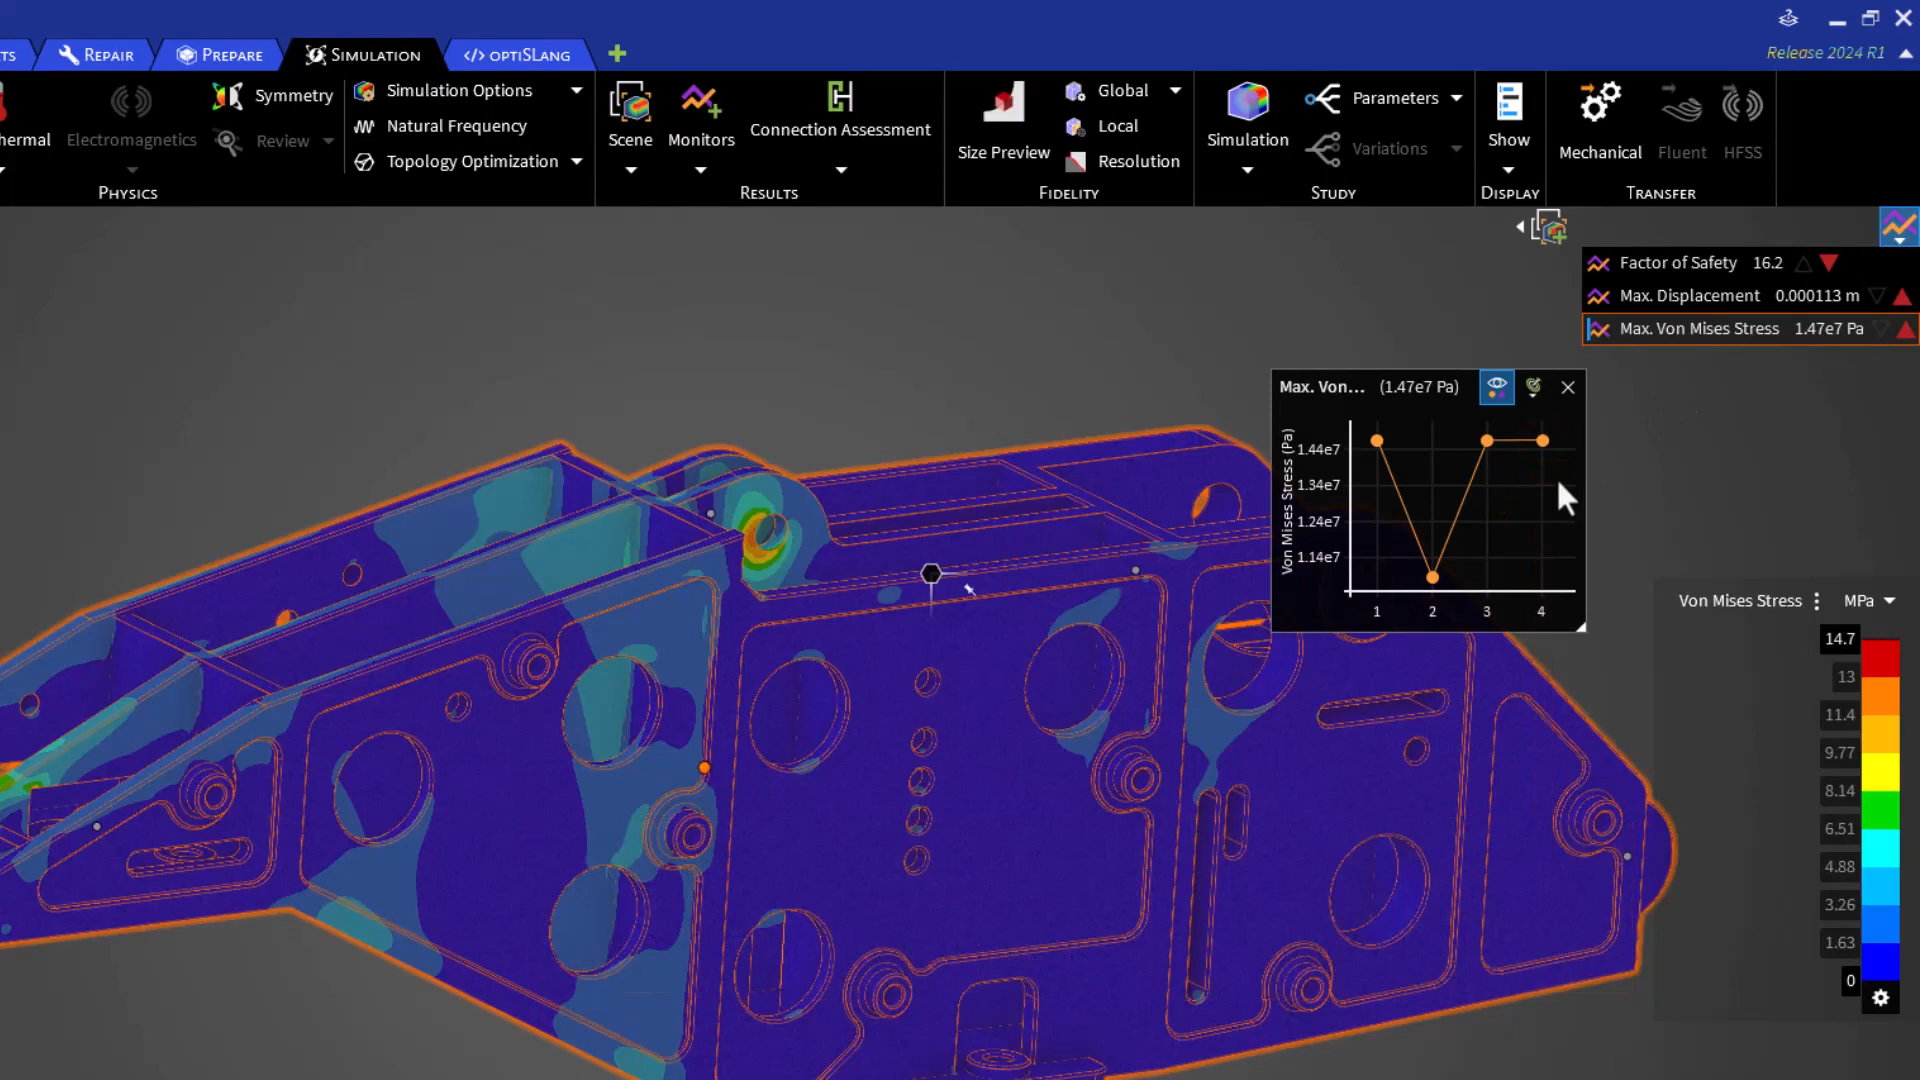 TS
REPAIR
PREPARE
SIMULATION
</> OPTISLANG
Release 2024 R1
hermal
Electromagnetics
Symmetry
Review
PHYSICS
Simulation Options
Natural Frequency
Topology Optimization
Scene
Monitors
Connection Assessment
RESULTS
Size Preview
Global
Local
Resolution
FIDELITY
Simulation
Parameters
Variations
STUDY
Show
DISPLAY
Mechanical
Fluent
HFSS
TRANSFER
Factor of Safety 16.2
Max. Displacement 0.000113 m
Max. Von Mises Stress 1.47e7 Pa
Max. Von... (1.47e7 Pa)
Von Mises Stress (Pa)
1.44e7
1.34e7
1.24e7
1.14e7
1 2 3 4
Von Mises Stress MPa
14.7
13
11.4
9.77
8.14
6.51
4.88
3.26
1.63
0